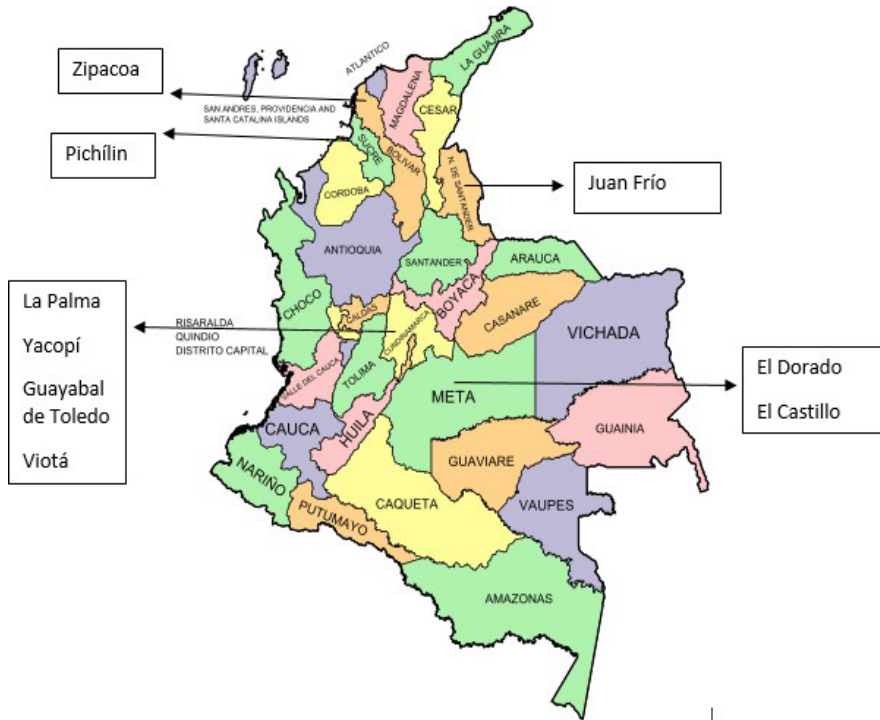 Zipacoa
Pichílin
Juan Frío
La Palma
Yacopí
Guayabal
de Toledo
Viotá
El Dorado
El Castillo
ATLANTICO
LA GUAJIRA
MAGDALENA
CESAR
SAN ANDRES, PROVIDENCIA AND
SANTA CATALINA ISLANDS
SUCRE
BOLIVAR
CORDOBA
N. DE SANTANDER
ANTIOQUIA
SANTANDER
ARAUCA
CHOCO
BOYACA
CALDAS
CASANARE
RISARALDA
QUINDIO
DISTRITO CAPITAL
CUNDINAMARCA
VICHADA
VALLE DEL CAUCA
TOLIMA
META
CAUCA
HUILA
GUAINIA
NARIÑO
GUAVIARE
CAQUETA
VAUPES
PUTUMAYO
AMAZONAS